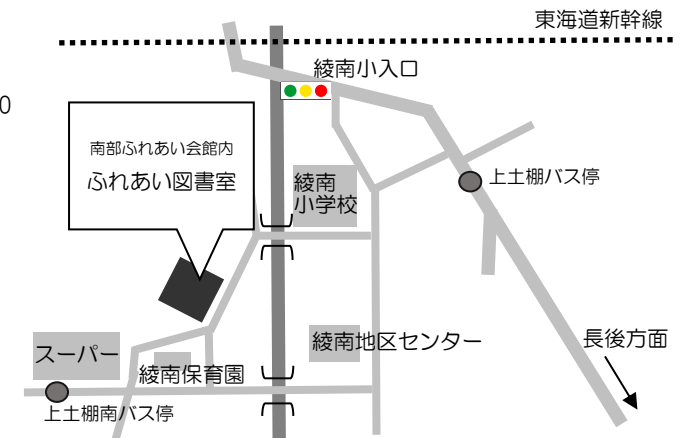 東海道新幹線
綾南小入口
0
南部ふれあい会館内
ふれあい図書室
綾南
小学校
上土棚バス停
綾南地区センター
長後方面
スーパー
綾南保育園
上土棚南バス停